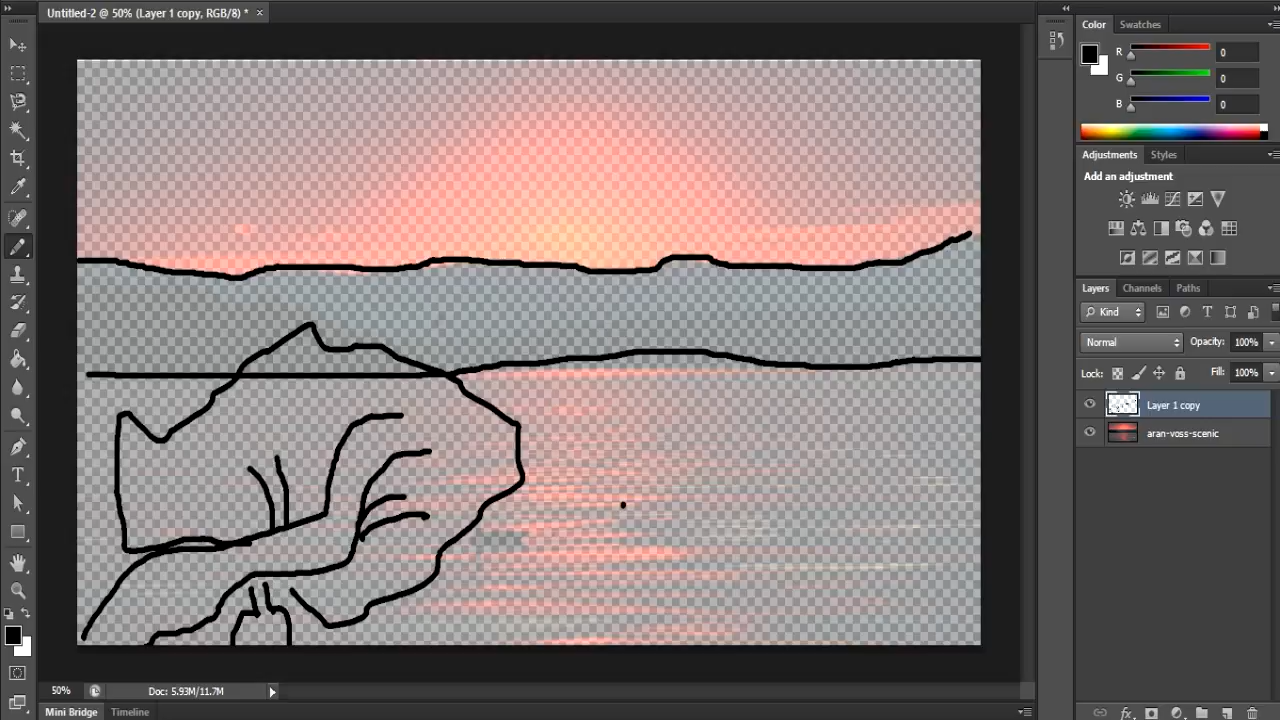 Untitled-2 @ 50% (Layer 1 copy, RGB/8) *
Color Swatches
R 0
G 0
B 0
Adjustments Styles
Add an adjustment
Layers Channels Paths
Kind
Normal Opacity: 100%
Lock: Fill: 100%
Layer 1 copy
aran-voss-scenic
50% Doc: 5.93M/11.7M
Mini Bridge Timeline